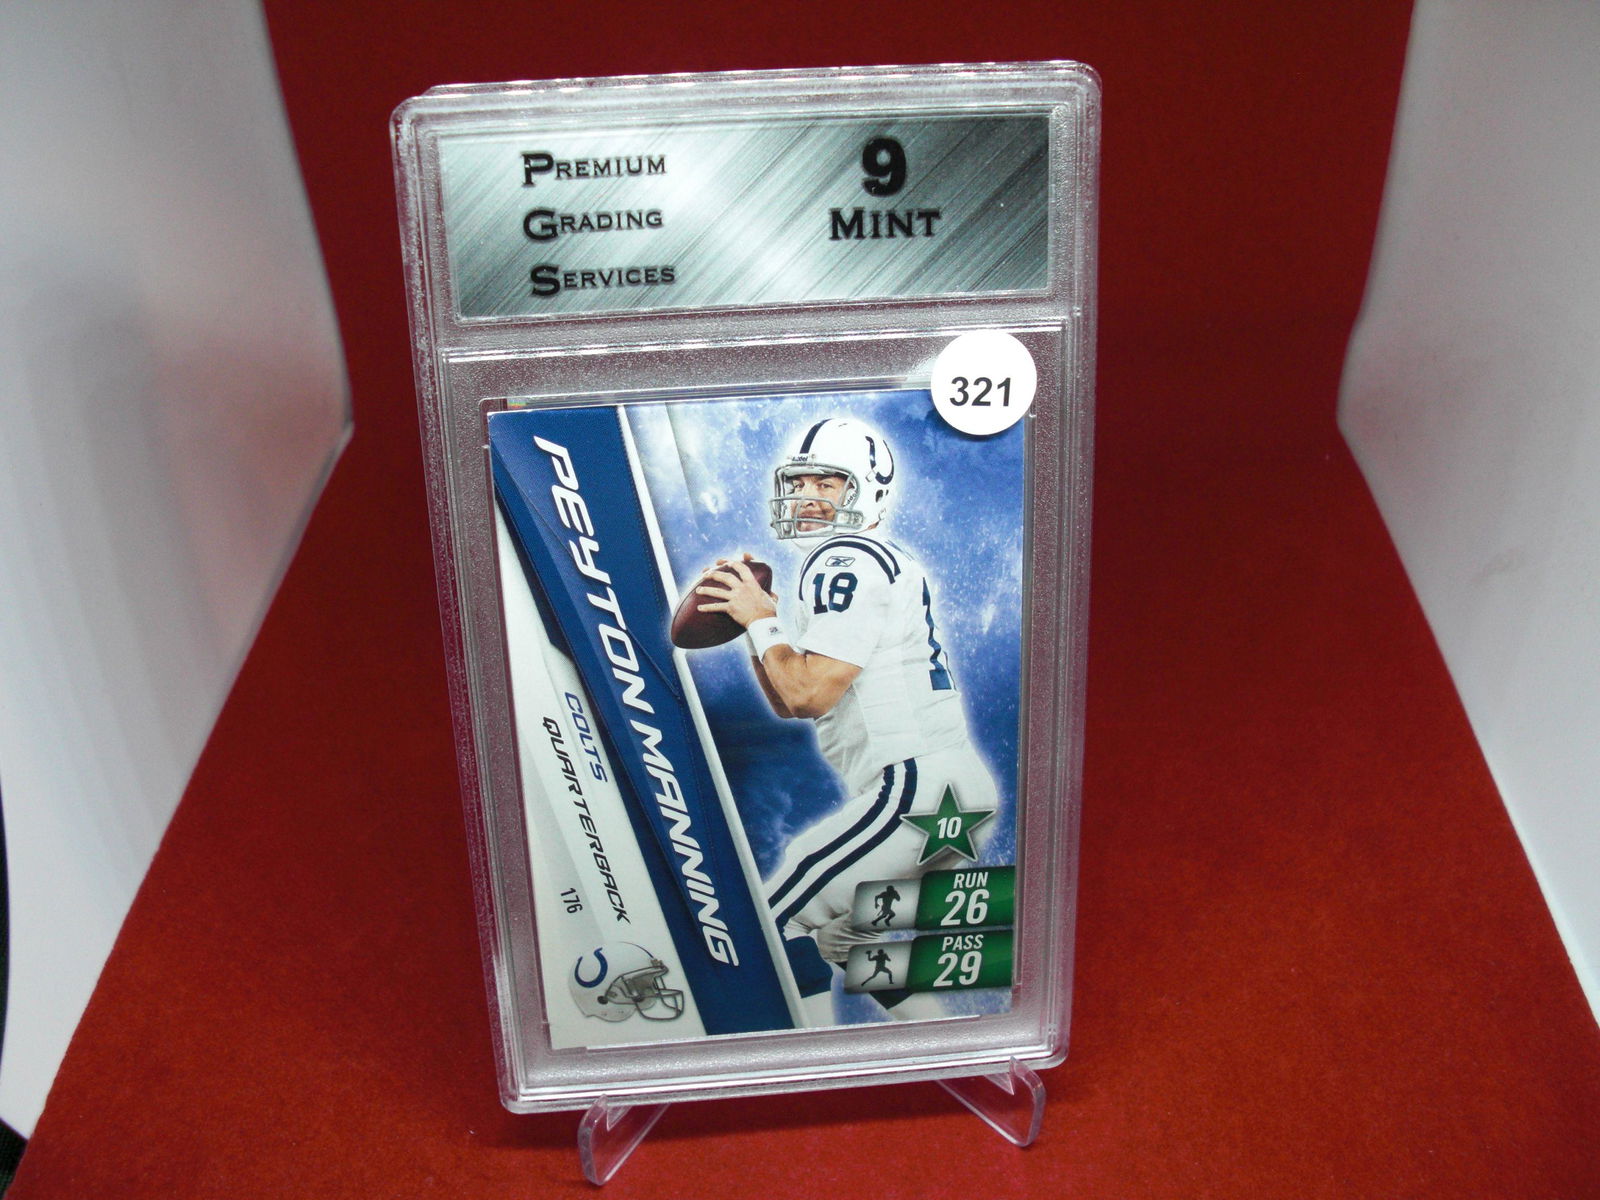 PREMIUM
GRADING
SERVICES
9
MINT
321
PEYTON MANNING
COLTS
QUARTERBACK
176
18
10
RUN
26
PASS
29